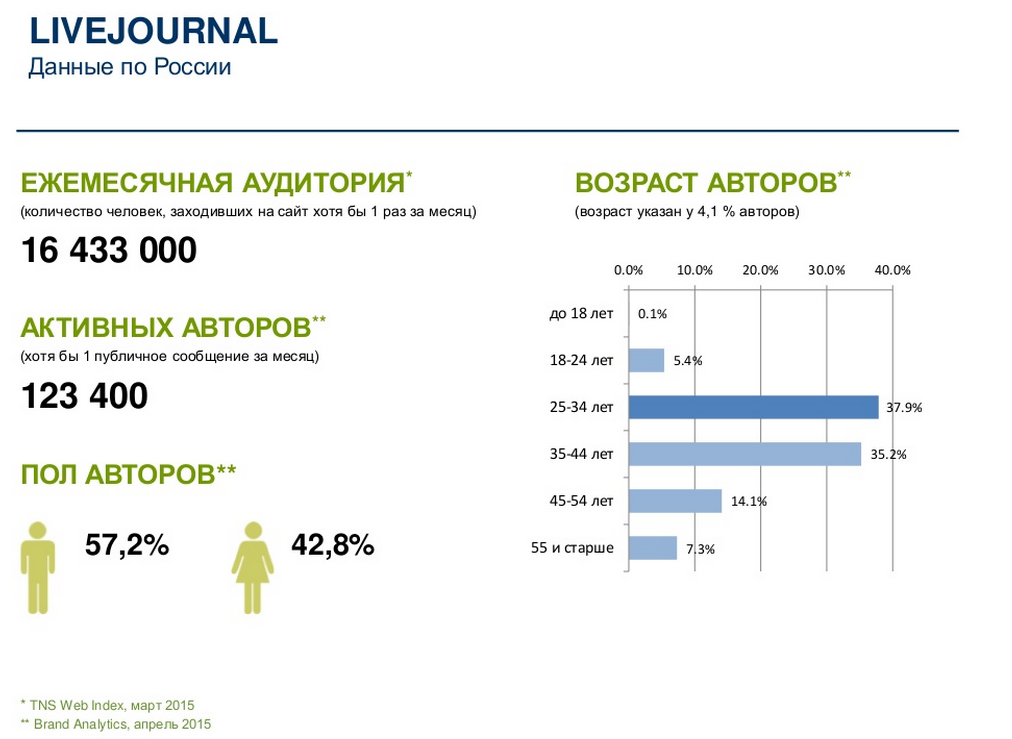 LIVEJOURNAL
Данные по России
ЕЖЕМЕСЯЧНАЯ АУДИТОРИЯ*
(количество человек, заходивших на сайт хотя бы 1 раз за месяц)
16 433 000
АКТИВНЫХ АВТОРОВ**
(хотя бы 1 публичное сообщение за месяц)
123 400
ПОЛ АВТОРОВ**
57,2% 42,8%
ВОЗРАСТ АВТОРОВ**
(возраст указан у 4,1 % авторов)
0.0% 10.0% 20.0% 30.0% 40.0%
до 18 лет 0.1%
18-24 лет 5.4%
25-34 лет 37.9%
35-44 лет 35.2%
45-54 лет 14.1%
55 и старше 7.3%
* TNS Web Index, март 2015
** Brand Analytics, апрель 2015